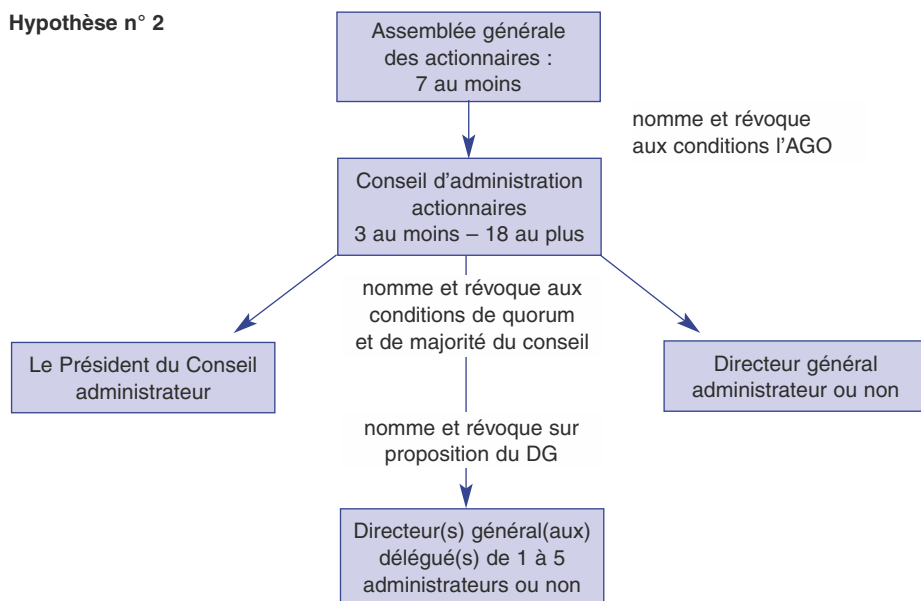 Hypothèse n° 2
Assemblée générale
des actionnaires :
7 au moins
nomme et révoque
aux conditions l'AGO
Conseil d'administration
actionnaires
3 au moins – 18 au plus
nomme et révoque aux
conditions de quorum
et de majorité du conseil
Le Président du Conseil
administrateur
Directeur général
administrateur ou non
nomme et révoque sur
proposition du DG
Directeur(s) général(aux)
délégué(s) de 1 à 5
administrateurs ou non